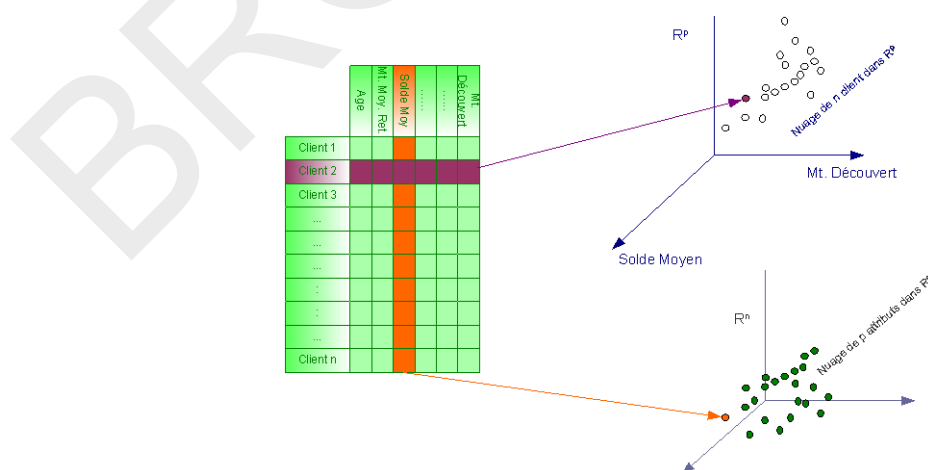 BRO
Age
Mt. Moy. Ret.
Solde Moy
.......
.......
Mt.
Découvert
Client 1
Client 2
Client 3
...
...
...
:
:
...
Client n
Rᵖ
Nuage de n client dans Rᵖ
Mt. Découvert
Solde Moyen
Rⁿ
Nuage de p attributs dans Rⁿ